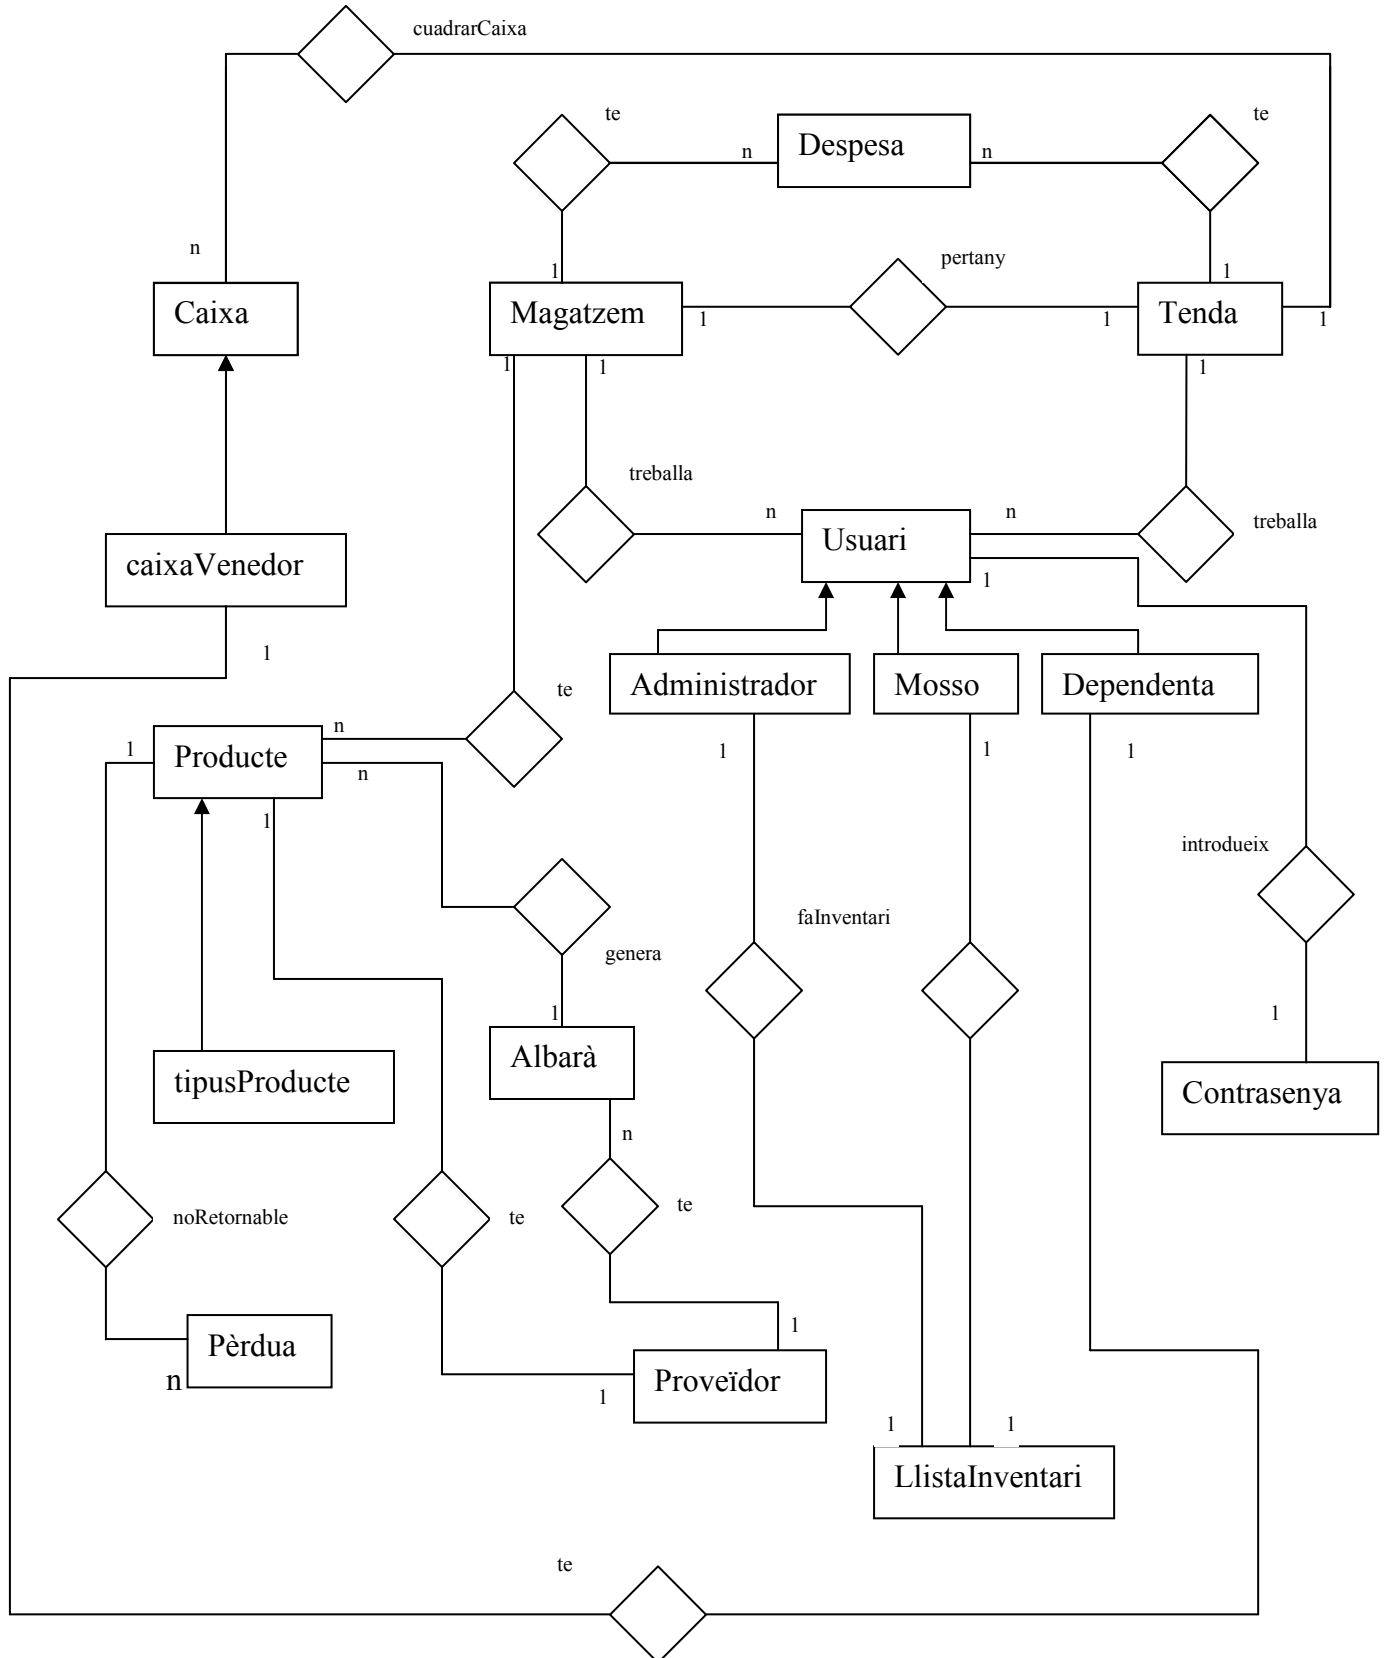 cuadrarCaixa
te
Despesa
te
n
n
n
pertany
1
1
Caixa
Magatzem
Tenda
1
1
1
1
1
1
treballa
n
n
treballa
Usuari
caixaVenedor
1
1
Administrador
Mosso
Dependenta
te
n
1
Producte
n
1
1
1
1
introdueix
faInventari
genera
1
1
Albarà
tipusProducte
Contrasenya
n
te
noRetornable
te
1
Pèrdua
n
Proveïdor
1
1
1
LlistaInventari
te